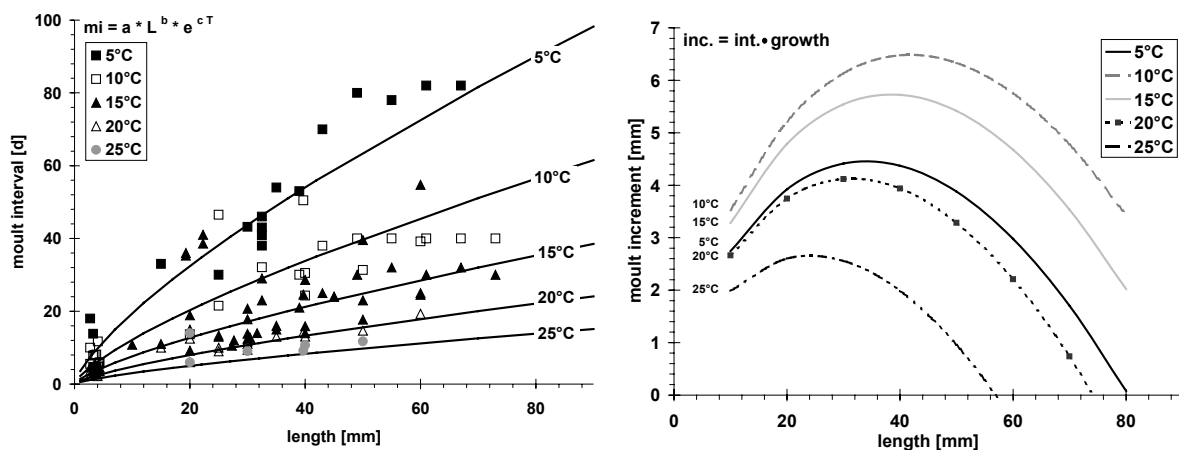 mi = a * L b * e cT
5°C
10°C
15°C
20°C
25°C
100
80
60
40
20
0
0
20
40
60
80
moult interval [d]
length [mm]
5°C
10°C
15°C
20°C
25°C
inc. = int.•growth
5°C
10°C
15°C
20°C
25°C
7
6
5
4
3
2
1
0
0
20
40
60
80
moult increment [mm]
length [mm]
10°C
15°C
5°C
20°C
25°C